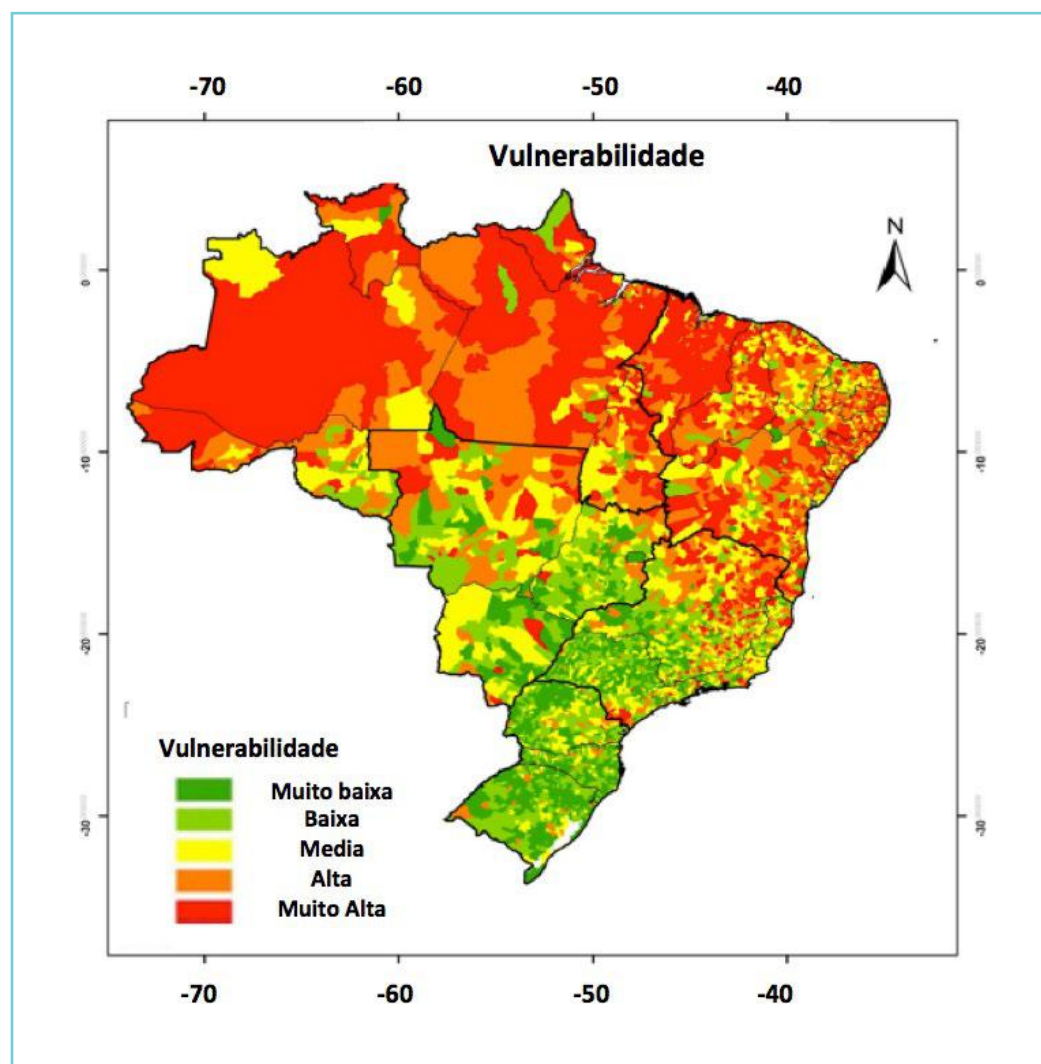 -70 -60 -50 -40
Vulnerabilidade
N
0 0
-10 -10
-20 -20
-30 -30
Vulnerabilidade
Muito baixa
Baixa
Media
Alta
Muito Alta
-70 -60 -50 -40